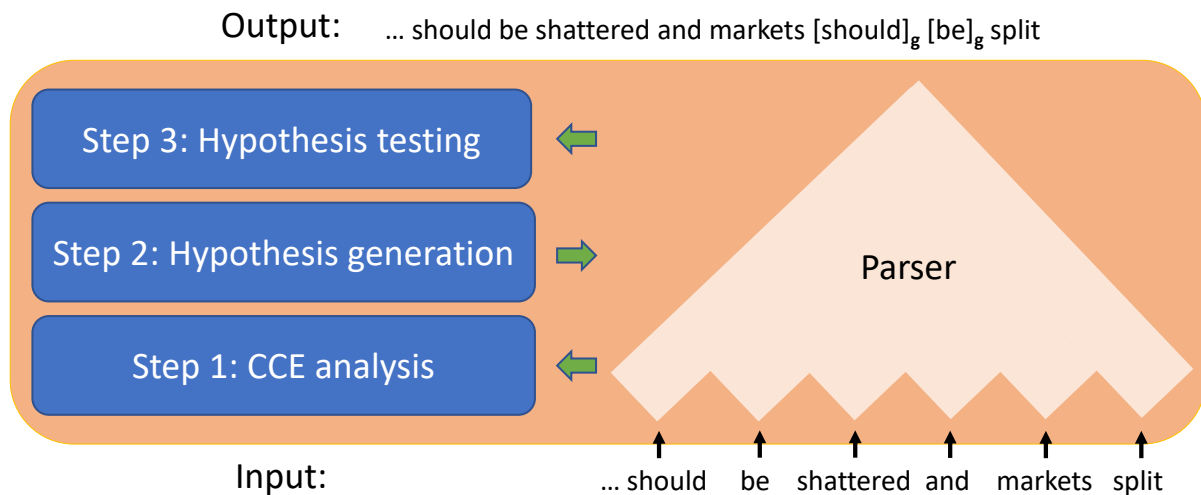 Output: ... should be shattered and markets [should]g [be]g split
Step 3: Hypothesis testing
Step 2: Hypothesis generation
Parser
Step 1: CCE analysis
Input: ... should be shattered and markets split